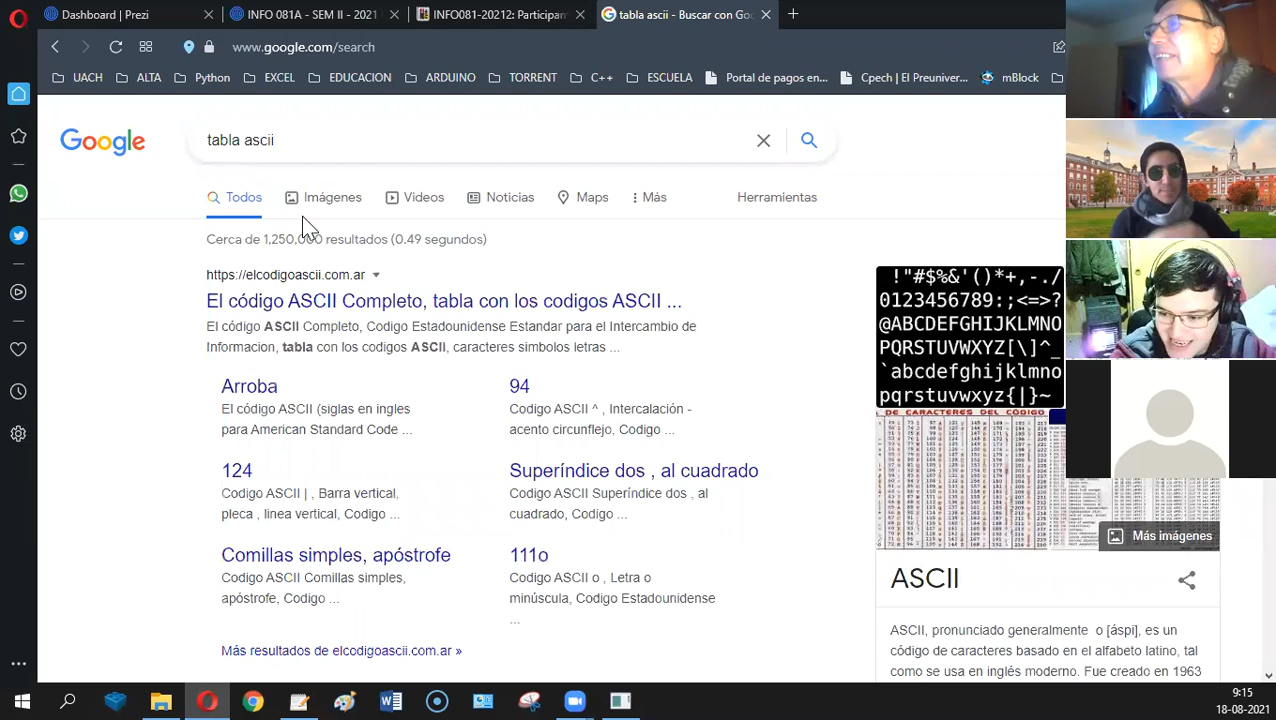 Dashboard | Prezi
INFO 081A - SEM II - 2021
INFO081-20212: Participan
tabla ascii - Buscar con Goo
www.google.com/search
UACH
ALTA
Python
EXCEL
EDUCACION
ARDUINO
TORRENT
C++
ESCUELA
Portal de pagos en...
Cpech | El Preuniver...
mBlock
Google
tabla ascii
Todos
Imágenes
Videos
Noticias
Maps
Más
Herramientas
Cerca de 1,250,000 resultados (0.49 segundos)
https://elcodigoascii.com.ar
El código ASCII Completo, tabla con los codigos ASCII ...
El código ASCII Completo, Codigo Estadounidense Estandar para el Intercambio de
Informacion, tabla con los codigos ASCII, caracteres simbolos letras ...
Arroba
El código ASCII (siglas en ingles
para American Standard Code ...
94
Codigo ASCII ^ , Intercalación -
acento circunflejo, Codigo ...
124
Codigo ASCII | , Barra vertical,
pleca , linea vertical, Codigo ...
Superíndice dos , al cuadrado
Codigo ASCII Superíndice dos , al
cuadrado, Codigo ...
Comillas simples, apóstrofe
Codigo ASCII Comillas simples,
apóstrofe, Codigo ...
111o
Codigo ASCII o , Letra o
minúscula, Codigo Estadounidense
...
Más resultados de elcodigoascii.com.ar »
!"#$%&'()*+,-./
0123456789:;<=>?
@ABCDEFGHIJKLMNO
PQRSTUVWXYZ[\]^_
`abcdefghijklmno
pqrstuvwxyz{|}~
DE CARACTERES DEL CÓDIGO
Más imágenes
ASCII
ASCII, pronunciado generalmente o [áspi], es un
código de caracteres basado en el alfabeto latino, tal
como se usa en inglés moderno. Fue creado en 1963
9:15
18-08-2021